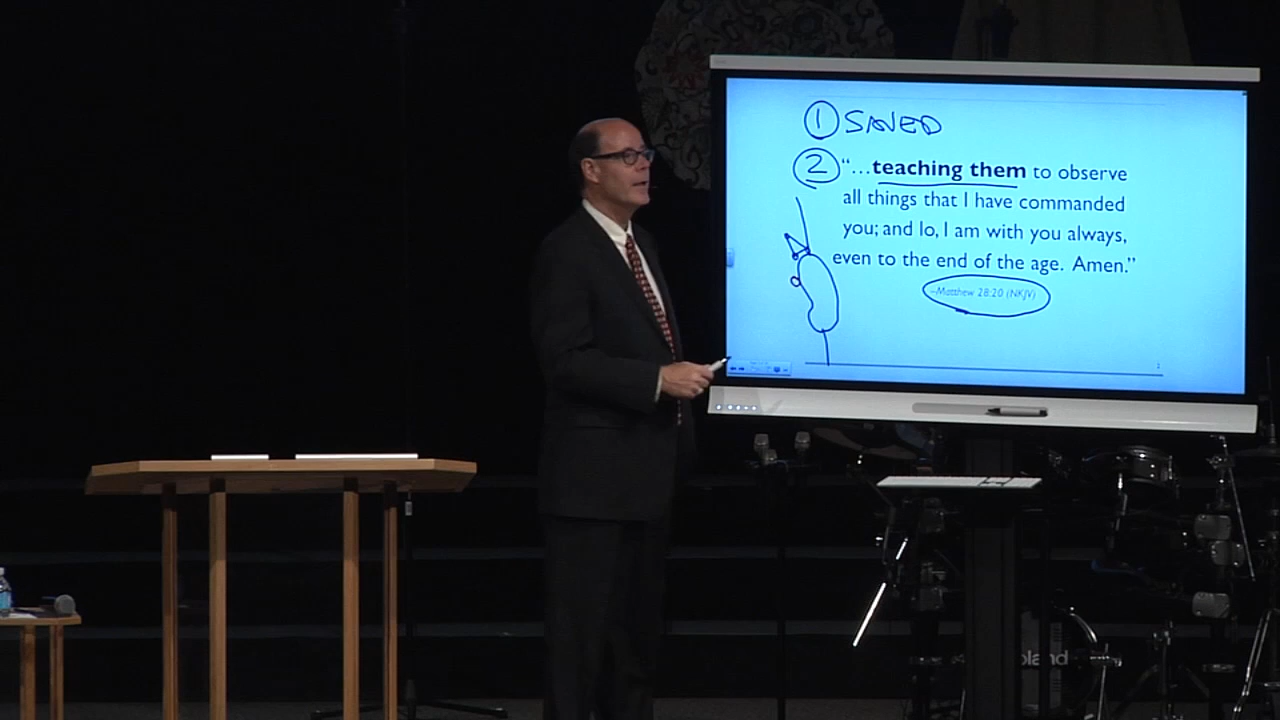 1 SAVED
2 “...teaching them to observe
all things that I have commanded
you; and lo, I am with you always,
even to the end of the age. Amen.”
–Matthew 28:20 (NKJV)
oland